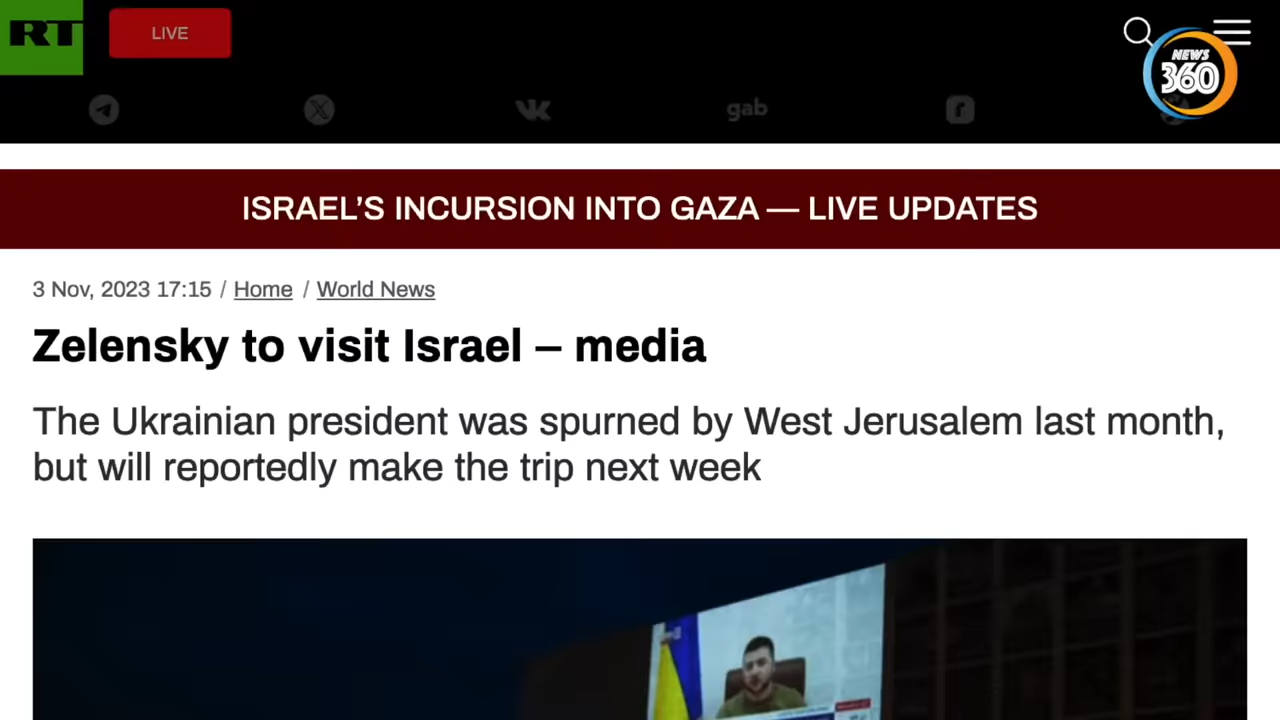 RT
LIVE
NEWS
360
gab
ISRAEL’S INCURSION INTO GAZA — LIVE UPDATES
3 Nov, 2023 17:15 / Home / World News
Zelensky to visit Israel – media
The Ukrainian president was spurned by West Jerusalem last month,
but will reportedly make the trip next week